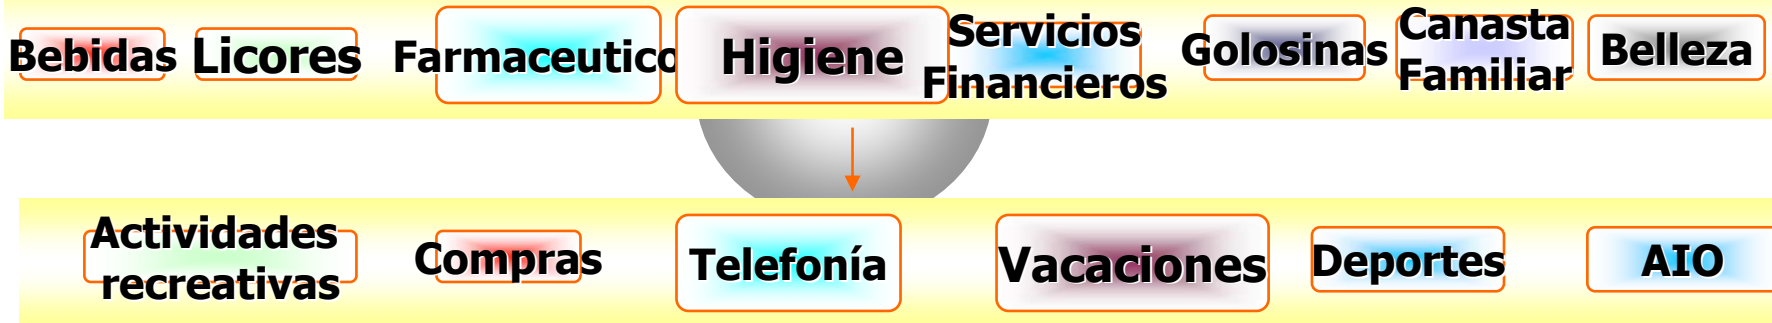 Bebidas
Licores
Farmaceutico
Higiene
Servicios
Financieros
Golosinas
Canasta
Familiar
Belleza
Actividades
recreativas
Compras
Telefonía
Vacaciones
Deportes
AIO